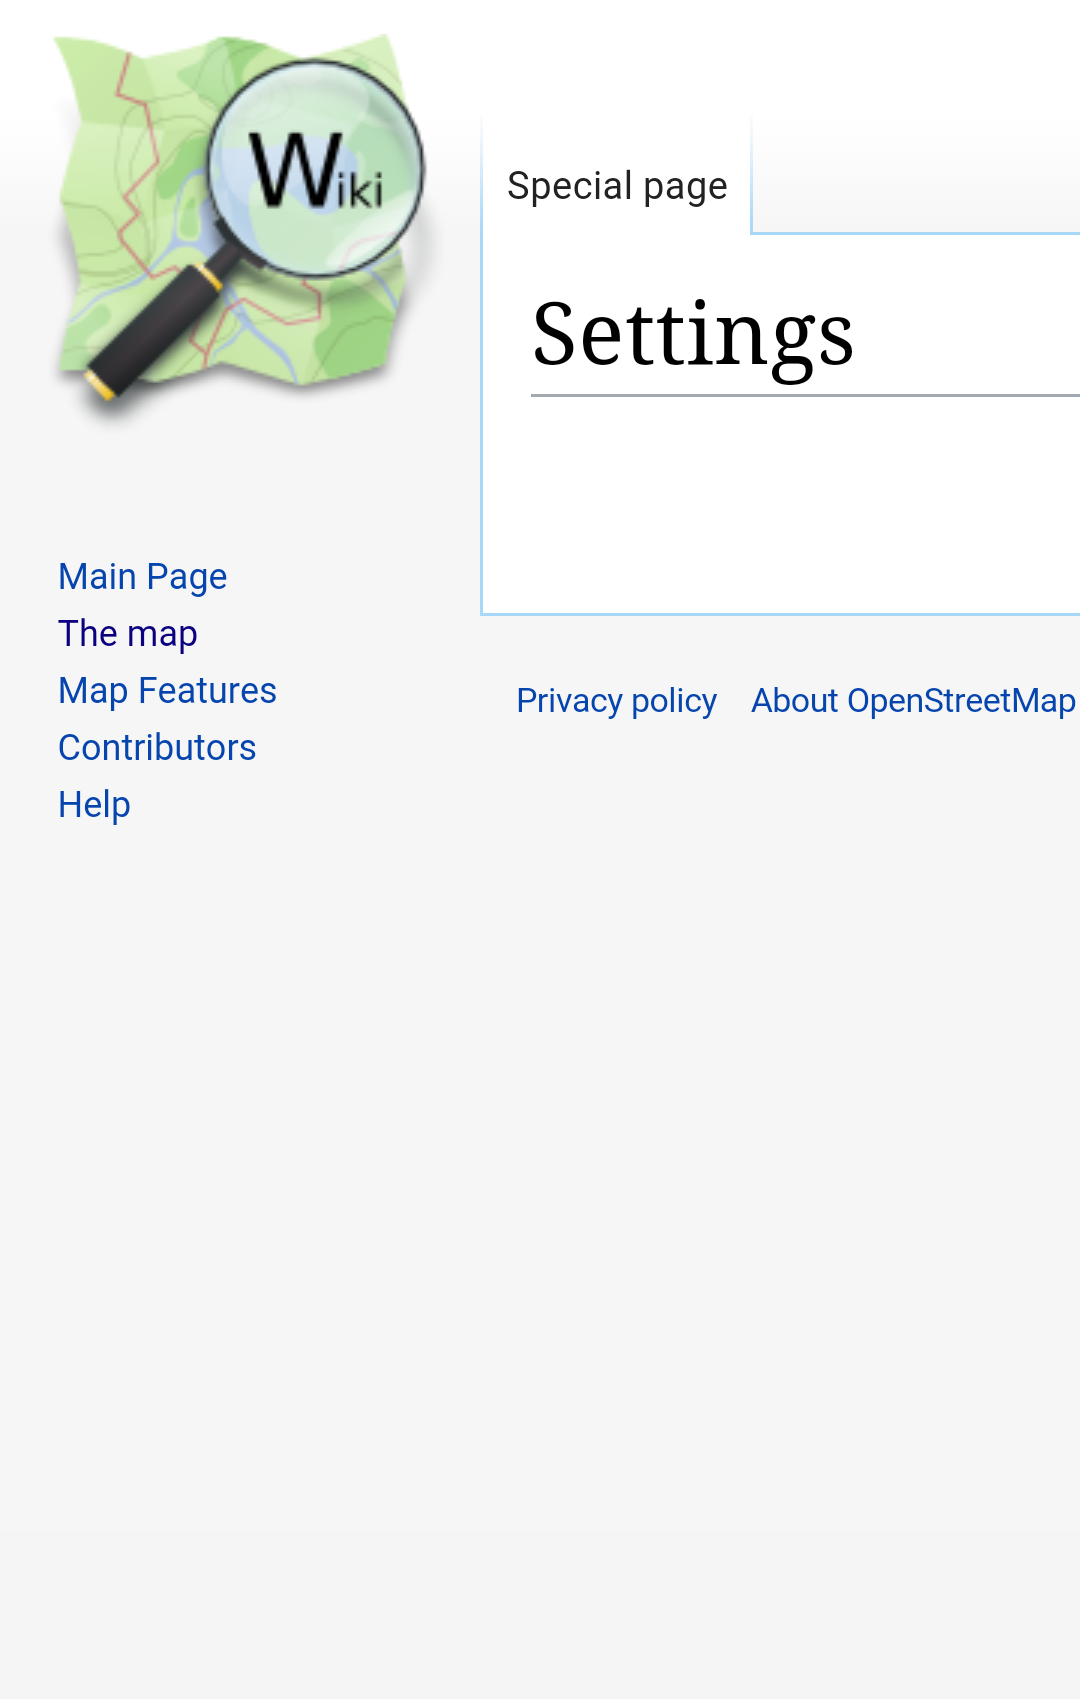 Wiki
Special page
Settings
Main Page
The map
Map Features
Contributors
Help
Privacy policy About OpenStreetMap